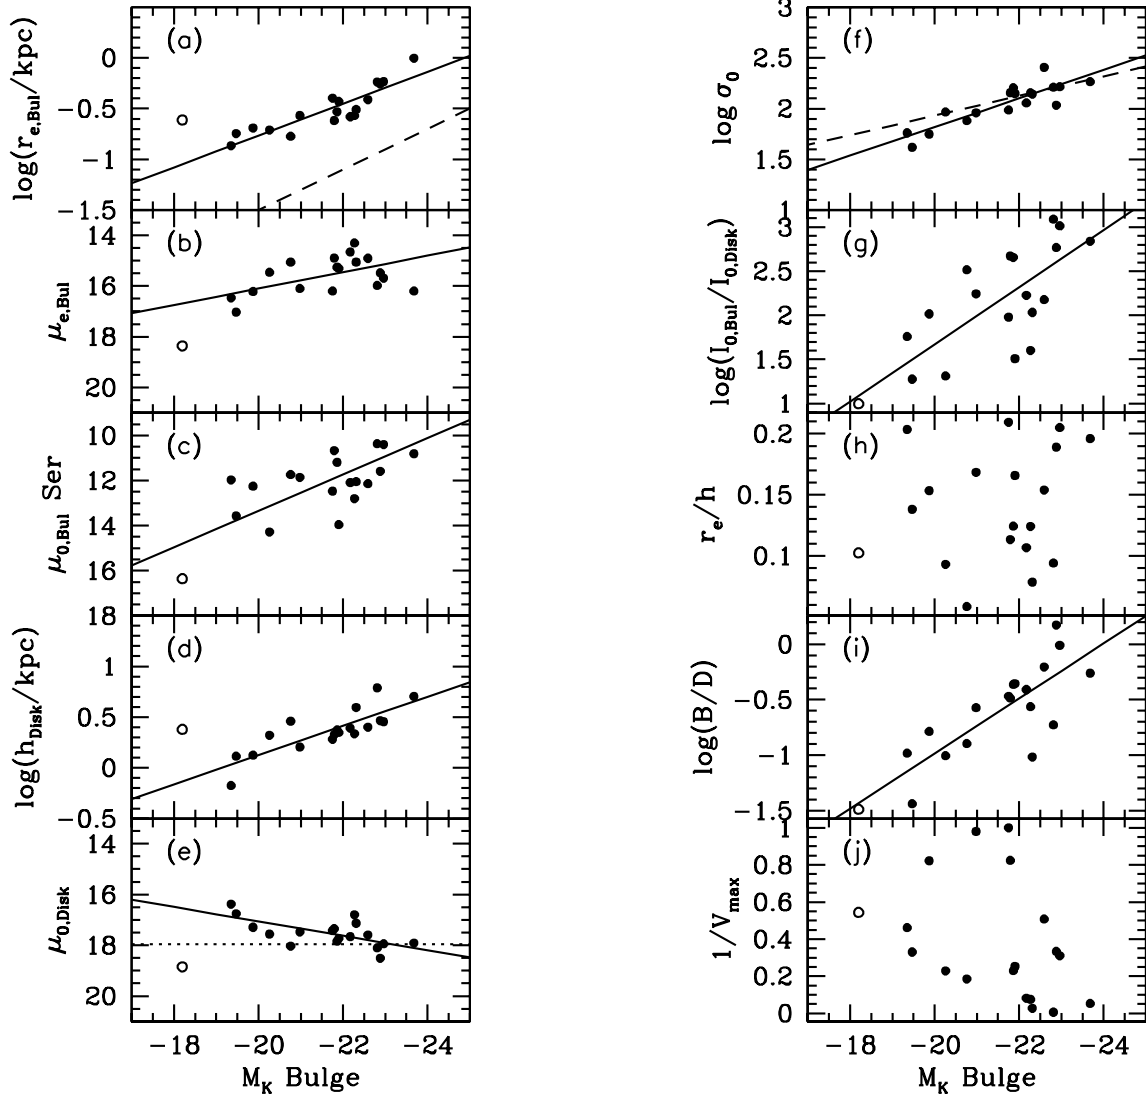 (a)
log(r_e,Bul/kpc)
0
−0.5
−1
−1.5
(b)
μ_e,Bul
14
16
18
20
(c)
μ_0,Bul Ser
10
12
14
16
18
(d)
log(h_Disk/kpc)
1
0.5
0
−0.5
(e)
μ_0,Disk
14
16
18
20
−18 −20 −22 −24
M_K Bulge
(f)
log σ_0
3
2.5
2
1.5
1
(g)
log(I_0,Bul/I_0,Disk)
3
2.5
2
1.5
1
(h)
r_e/h
0.2
0.15
0.1
(i)
log(B/D)
0
−0.5
−1
−1.5
(j)
1/V_max
1
0.8
0.6
0.4
0.2
0
−18 −20 −22 −24
M_K Bulge